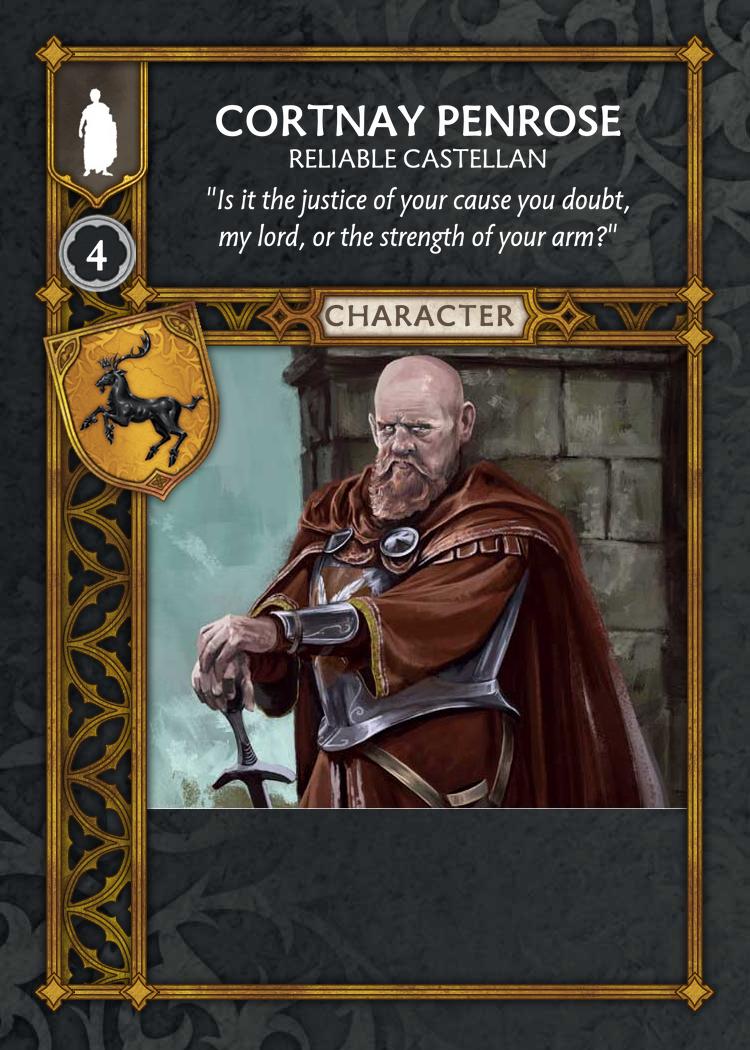 CORTNAY PENROSE
RELIABLE CASTELLAN
"Is it the justice of your cause you doubt,
my lord, or the strength of your arm?"
4
CHARACTER